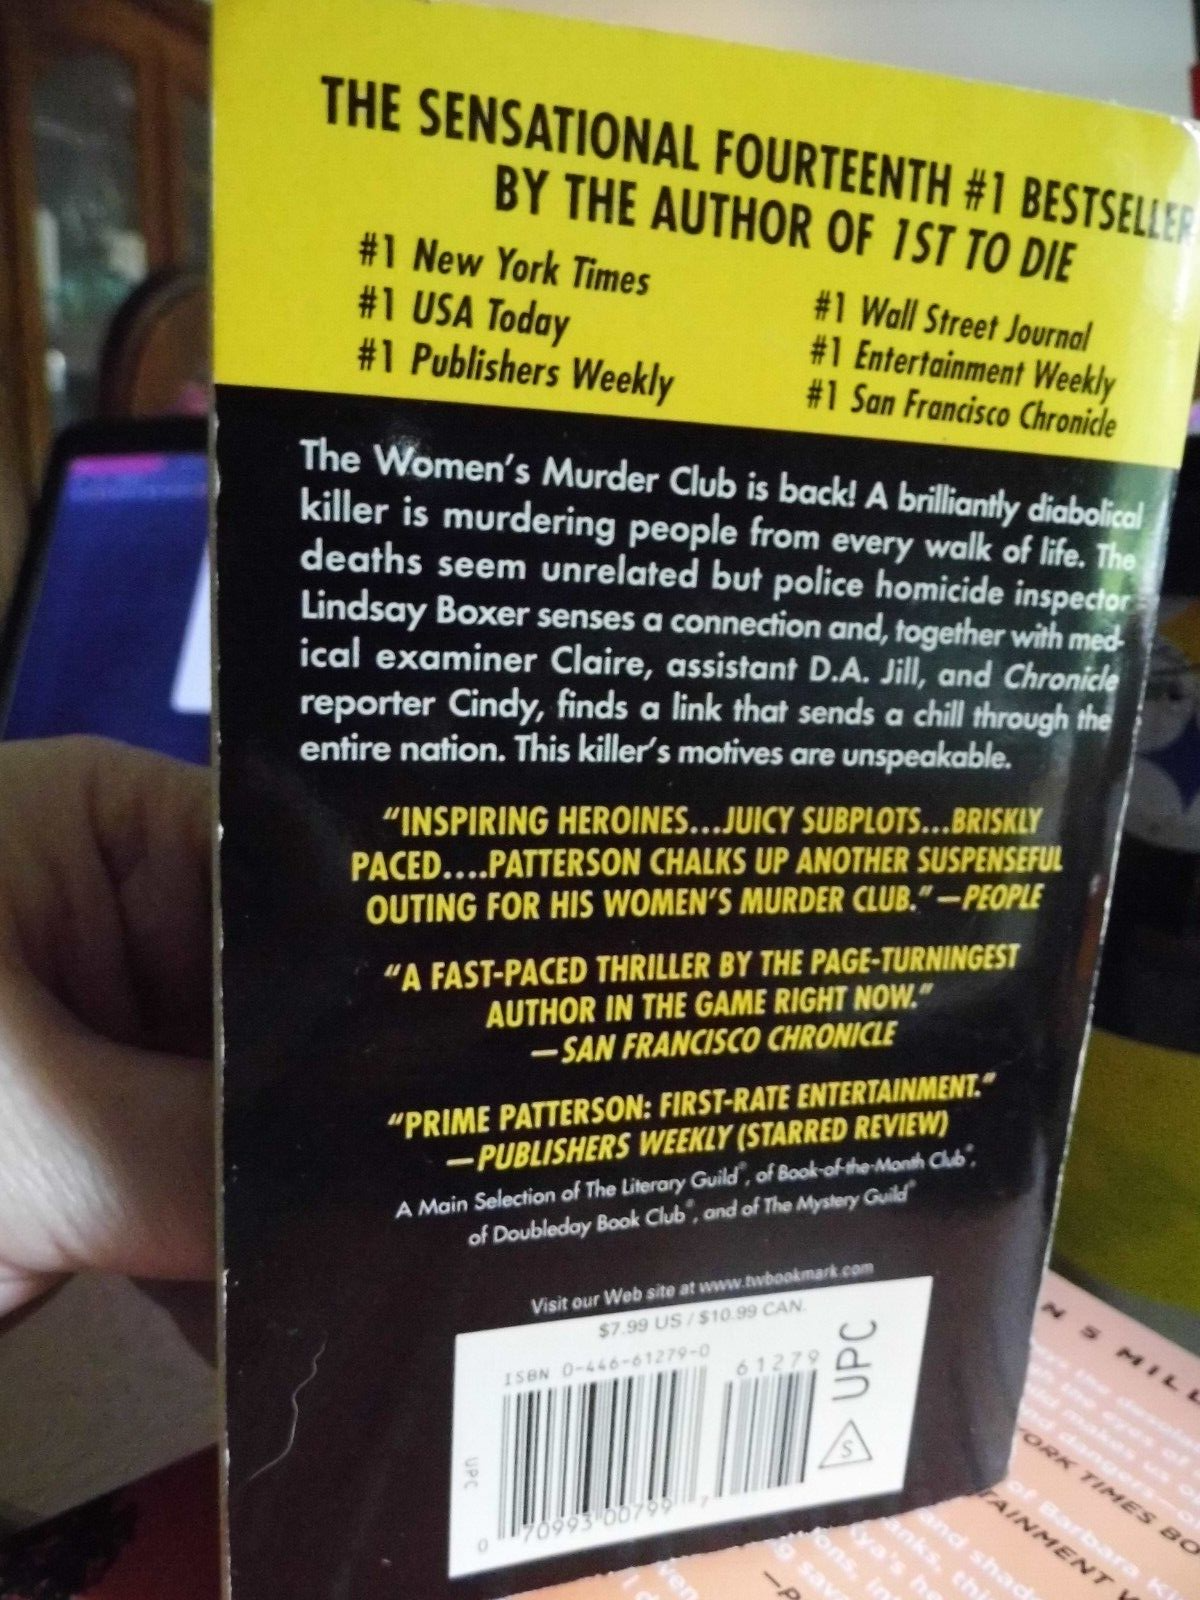 THE SENSATIONAL FOURTEENTH #1 BESTSELLER
BY THE AUTHOR OF 1ST TO DIE
#1 New York Times
#1 USA Today
#1 Publishers Weekly
#1 Wall Street Journal
#1 Entertainment Weekly
#1 San Francisco Chronicle
The Women's Murder Club is back! A brilliantly diabolical
killer is murdering people from every walk of life. The
deaths seem unrelated but police homicide inspector
Lindsay Boxer senses a connection and, together with med-
ical examiner Claire, assistant D.A. Jill, and Chronicle
reporter Cindy, finds a link that sends a chill through the
entire nation. This killer's motives are unspeakable.
"INSPIRING HEROINES...JUICY SUBPLOTS...BRISKLY
PACED....PATTERSON CHALKS UP ANOTHER SUSPENSEFUL
OUTING FOR HIS WOMEN'S MURDER CLUB." —PEOPLE
"A FAST-PACED THRILLER BY THE PAGE-TURNINGEST
AUTHOR IN THE GAME RIGHT NOW."
—SAN FRANCISCO CHRONICLE
"PRIME PATTERSON: FIRST-RATE ENTERTAINMENT."
—PUBLISHERS WEEKLY (STARRED REVIEW)
A Main Selection of The Literary Guild®, of Book-of-the-Month Club®,
of Doubleday Book Club®, and of The Mystery Guild®
Visit our Web site at www.twbookmark.com
$7.99 US / $10.99 CAN.
ISBN 0-446-61279-0
61279
UPC
S
UPC
0 70993 00799 7
N S MILL
YORK TIMES BO
TAINMENT W
of Barbara Ki